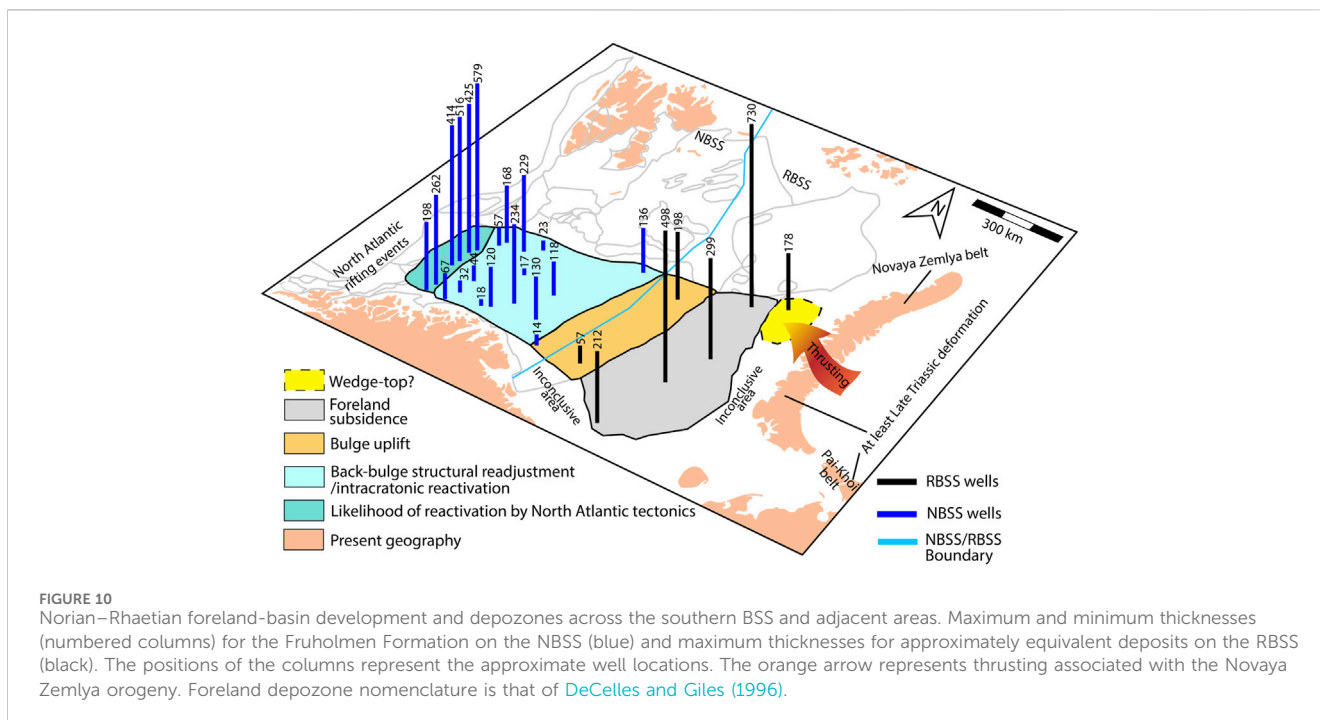 579
425
516
414
262
198
168
229
57
234
23
67
32
44
120
18
17
130
118
14
136
498
198
299
730
178
57
212
NBSS
RBSS
N
300 km
North Atlantic
rifting events
Novaya Zemlya belt
Thrusting
At least Late Triassic deformation
Inconclusive
area
Inconclusive
area
Pai-Khoi
belt
Wedge-top?
Foreland
subsidence
Bulge uplift
Back-bulge structural readjustment
/intracratonic reactivation
Likelihood of reactivation by North Atlantic tectonics
Present geography
RBSS wells
NBSS wells
NBSS/RBSS
Boundary
FIGURE 10
Norian–Rhaetian foreland-basin development and depozones across the southern BSS and adjacent areas. Maximum and minimum thicknesses
(numbered columns) for the Fruholmen Formation on the NBSS (blue) and maximum thicknesses for approximately equivalent deposits on the RBSS
(black). The positions of the columns represent the approximate well locations. The orange arrow represents thrusting associated with the Novaya
Zemlya orogeny. Foreland depozone nomenclature is that of DeCelles and Giles (1996).